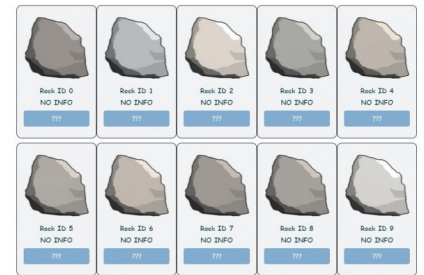 Rock ID 0 Rock ID 1 Rock ID 2 Rock ID 3 Rock ID 4
NO INFO NO INFO NO INFO NO INFO NO INFO
??? ??? ??? ??? ???
Rock ID 5 Rock ID 6 Rock ID 7 Rock ID 8 Rock ID 9
NO INFO NO INFO NO INFO NO INFO NO INFO
??? ??? ??? ??? ???